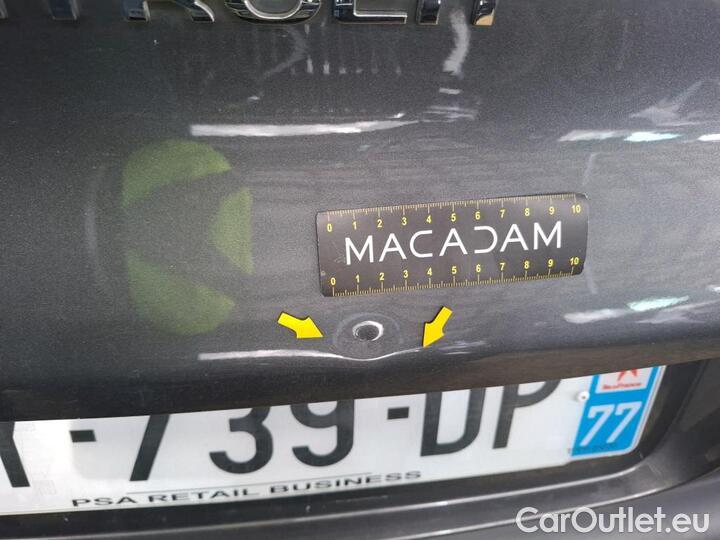 0 1 2 3 4 5 6 7 8 9 10
MACADAM
0 1 2 3 4 5 6 7 8 9 10
-739-DP
77
PSA RETAIL BUSINESS
CarOutlet.eu